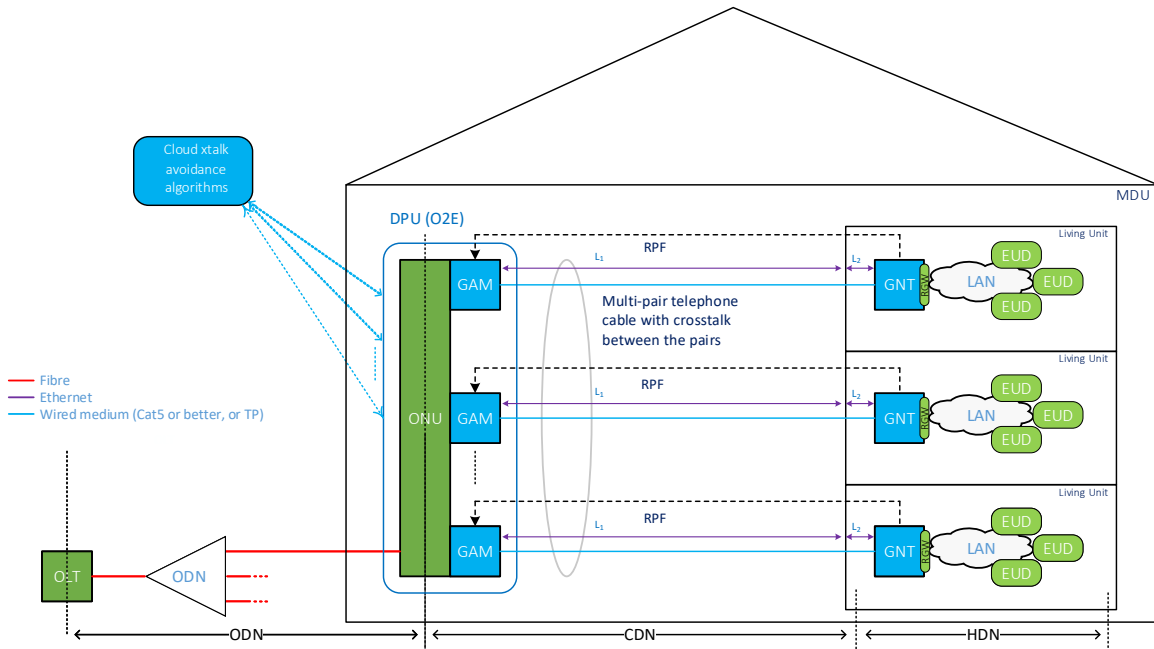 Cloud xtalk
avoidance
algorithms
MDU
DPU (O2E)
Living Unit
RPF
L1
L2
GAM
GNT
RGW
LAN
EUD
EUD
EUD
Multi-pair telephone
cable with crosstalk
between the pairs
Living Unit
RPF
L1
L2
ONU
GAM
GNT
RGW
LAN
EUD
EUD
EUD
Fibre
Ethernet
Wired medium (Cat5 or better, or TP)
Living Unit
RPF
L1
L2
GAM
GNT
RGW
LAN
EUD
EUD
EUD
OLT
ODN
ODN
CDN
HDN